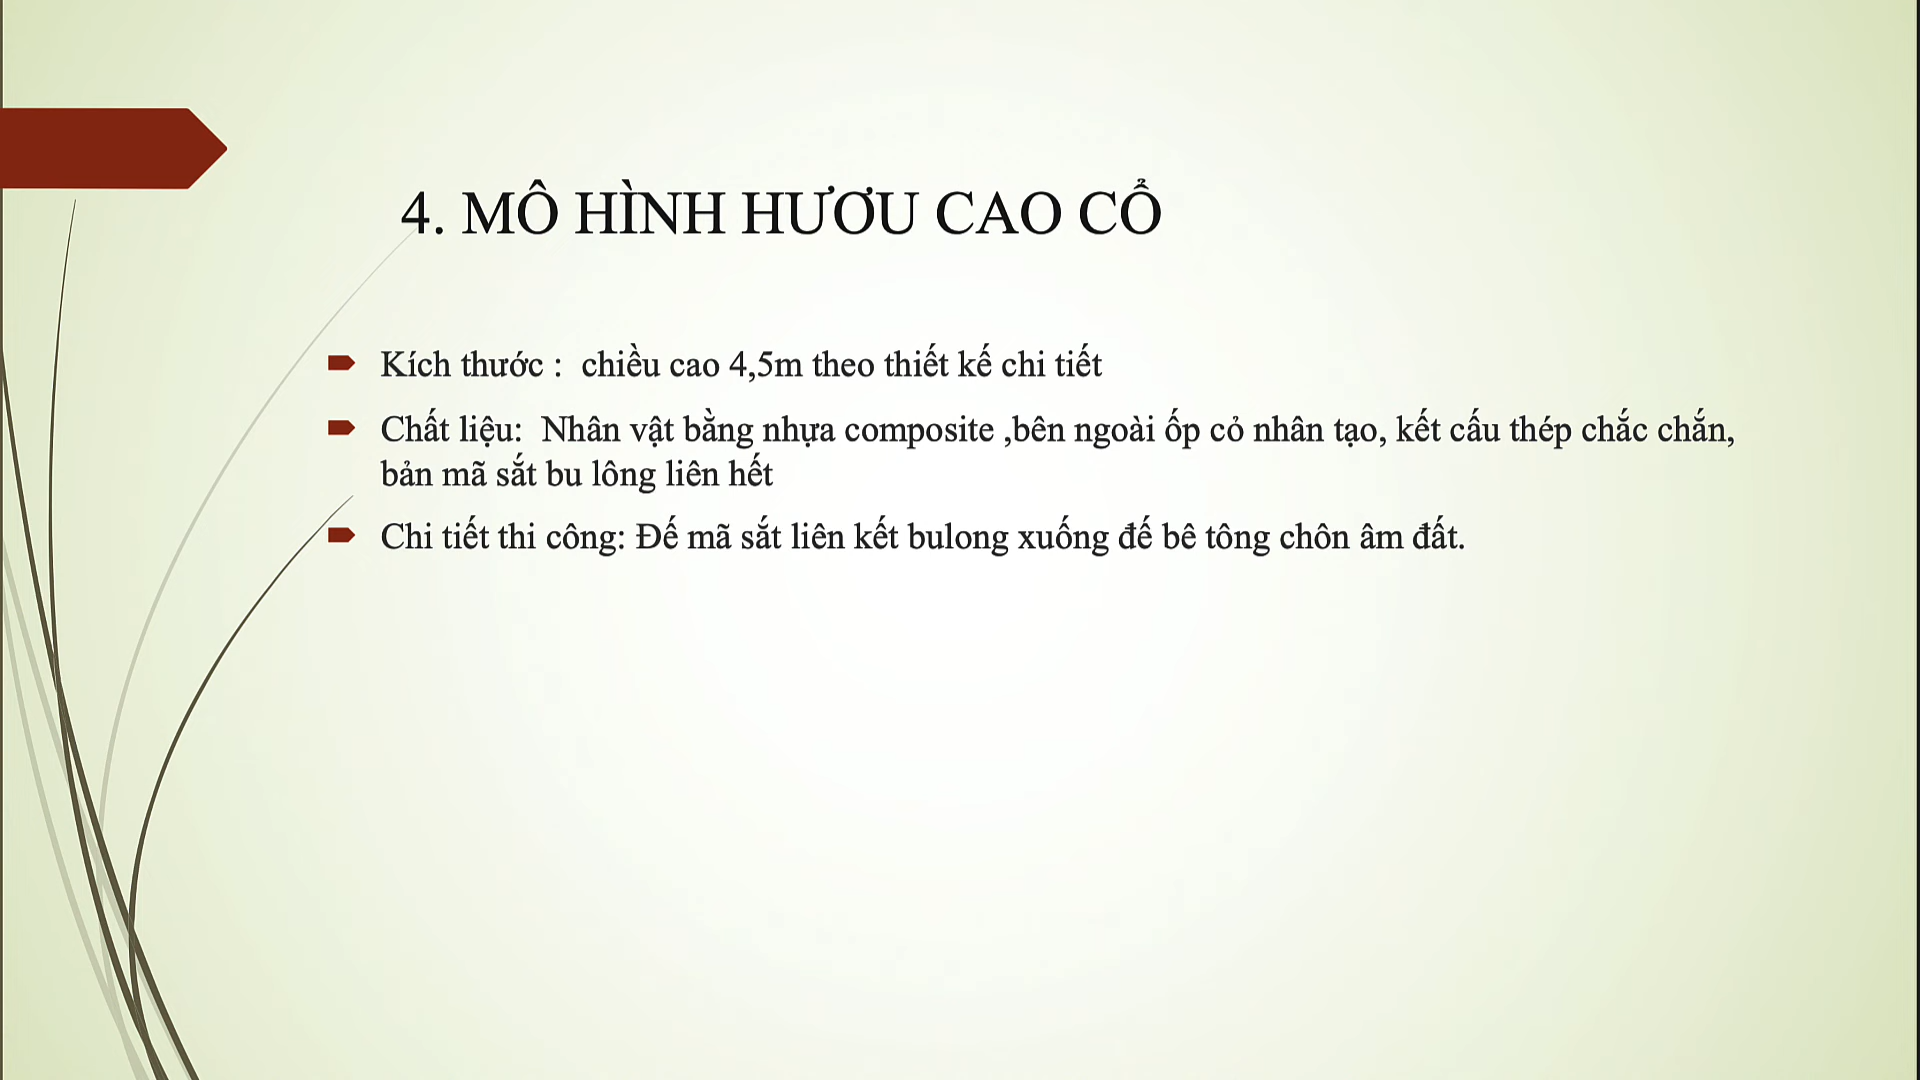 4. MÔ HÌNH HƯƠU CAO CỔ
Kích thước :  chiều cao 4,5m theo thiết kế chi tiết
Chất liệu:  Nhân vật bằng nhựa composite ,bên ngoài ốp cỏ nhân tạo, kết cấu thép chắc chắn,
bản mã sắt bu lông liên hết
Chi tiết thi công: Đế mã sắt liên kết bulong xuống đế bê tông chôn âm đất.